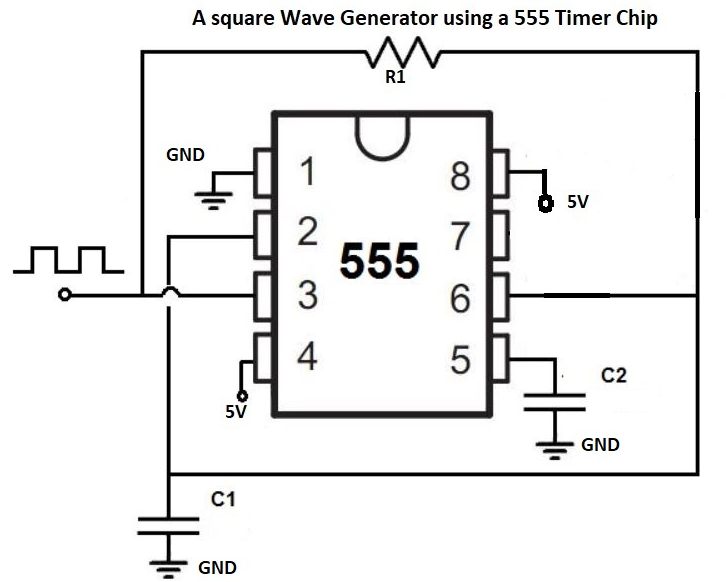 A square Wave Generator using a 555 Timer Chip
R1
GND
1
8
5V
2
7
555
3
6
4
5
5V
C2
GND
C1
GND